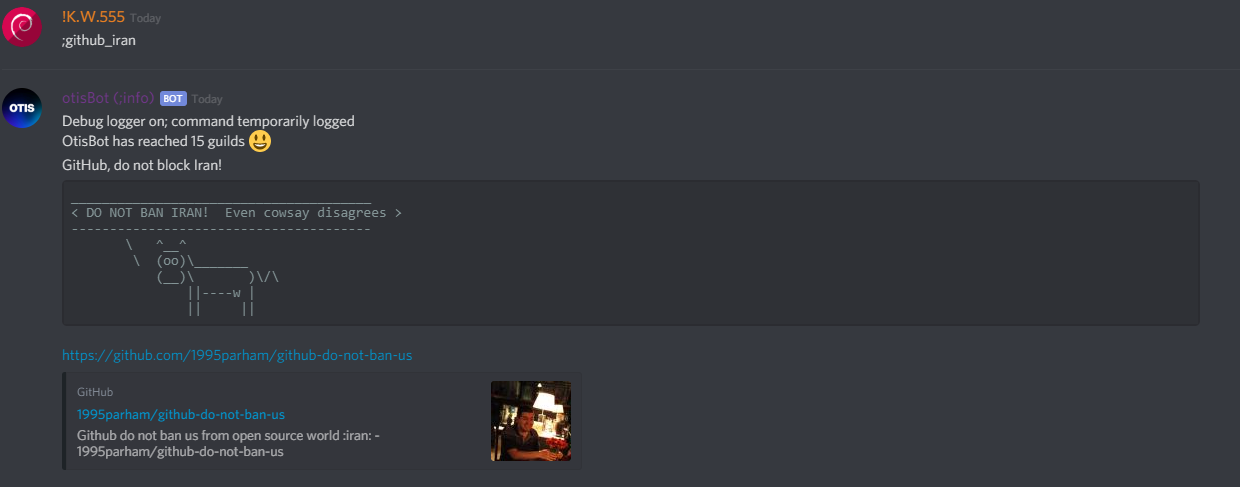 !K.W.555 Today
;github_iran
OTIS
otisBot (;info) BOT Today
Debug logger on; command temporarily logged
OtisBot has reached 15 guilds 😃
GitHub, do not block Iran!
_______________________________________
< DO NOT BAN IRAN!  Even cowsay disagrees >
---------------------------------------
       \   ^__^
        \  (oo)\_______
           (__)\       )\/\
               ||----w |
               ||     ||
https://github.com/1995parham/github-do-not-ban-us
GitHub
1995parham/github-do-not-ban-us
Github do not ban us from open source world :iran: -
1995parham/github-do-not-ban-us